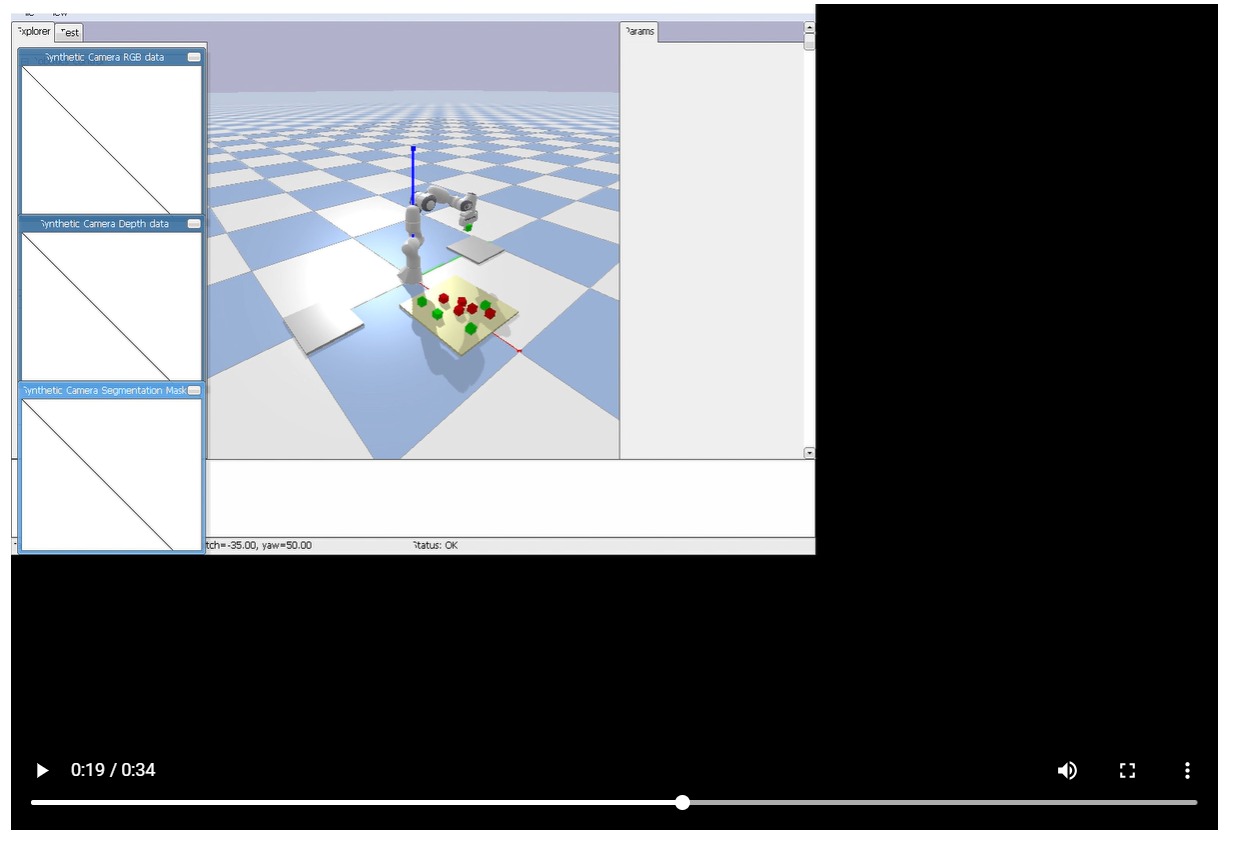 Explorer Test
Params
Synthetic Camera RGB data
Synthetic Camera Depth data
Synthetic Camera Segmentation Mask
tch=-35.00, yaw=50.00
Status: OK
0:19 / 0:34